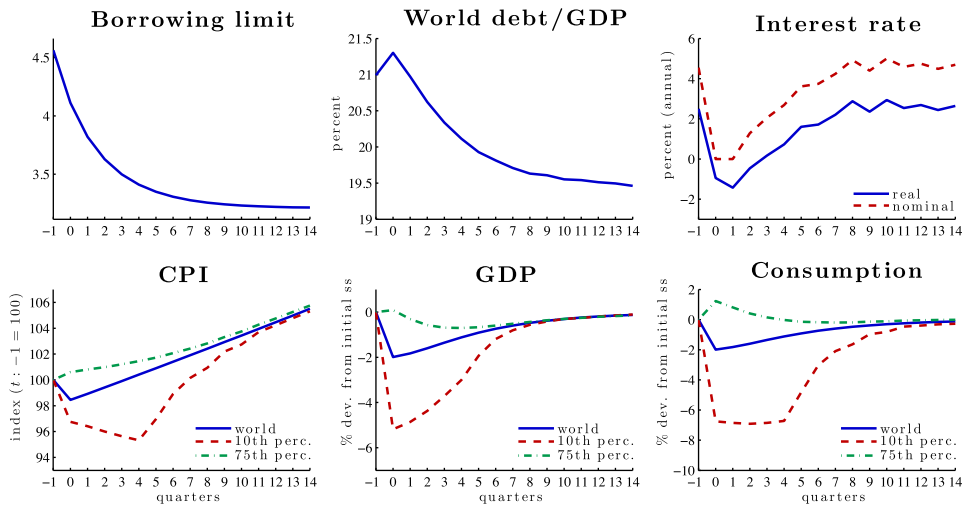 Borrowing limit
4.5
4
3.5
−1 0 1 2 3 4 5 6 7 8 9 10 11 12 13 14
World debt/GDP
percent
21.5
21
20.5
20
19.5
19
−1 0 1 2 3 4 5 6 7 8 9 10 11 12 13 14
Interest rate
percent (annual)
6
4
2
0
−2
real
nominal
−1 0 1 2 3 4 5 6 7 8 9 10 11 12 13 14
CPI
index (t : −1 = 100)
106
104
102
100
98
96
94
world
10th perc.
75th perc.
−1 0 1 2 3 4 5 6 7 8 9 10 11 12 13 14
quarters
GDP
% dev. from initial ss
0
−2
−4
−6
world
10th perc.
75th perc.
−1 0 1 2 3 4 5 6 7 8 9 10 11 12 13 14
quarters
Consumption
% dev. from initial ss
2
0
−2
−4
−6
−8
−10
world
10th perc.
75th perc.
−1 0 1 2 3 4 5 6 7 8 9 10 11 12 13 14
quarters